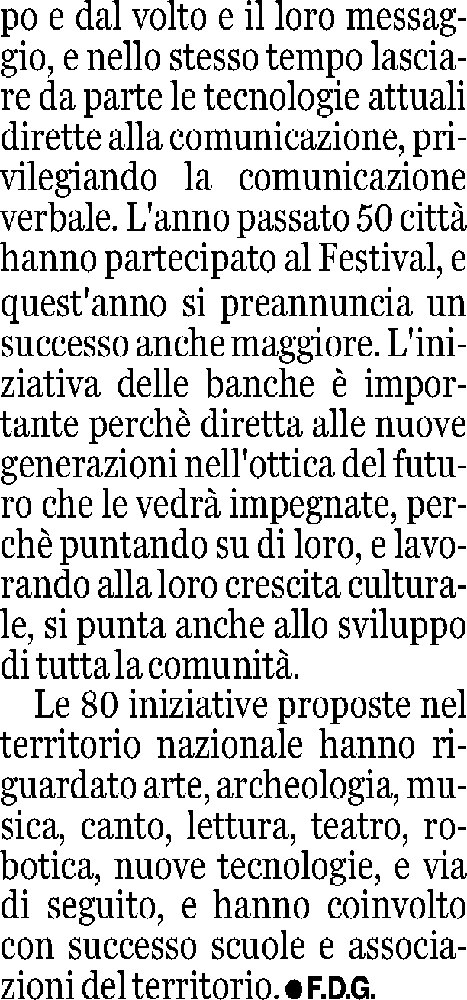 po e dal volto e il loro messag-
gio, e nello stesso tempo lascia-
re da parte le tecnologie attuali
dirette alla comunicazione, pri-
vilegiando la comunicazione
verbale. L'anno passato 50 città
hanno partecipato al Festival, e
quest'anno si preannuncia un
successo anche maggiore. L'ini-
ziativa delle banche è impor-
tante perchè diretta alle nuove
generazioni nell'ottica del futu-
ro che le vedrà impegnate, per-
chè puntando su di loro, e lavo-
rando alla loro crescita cultura-
le, si punta anche allo sviluppo
di tutta la comunità.
Le 80 iniziative proposte nel
territorio nazionale hanno ri-
guardato arte, archeologia, mu-
sica, canto, lettura, teatro, ro-
botica, nuove tecnologie, e via
di seguito, e hanno coinvolto
con successo scuole e associa-
zioni del territorio. ● F.D.G.